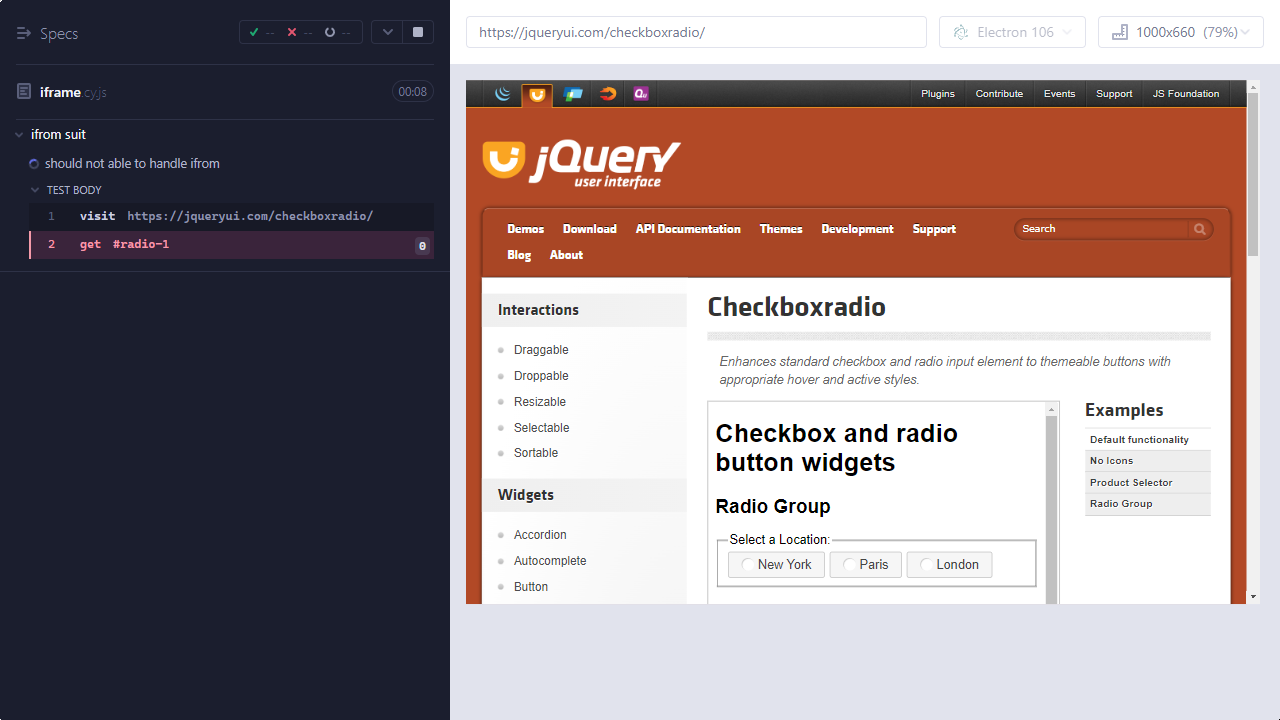 Specs
-- -- --
iframe cy.js 00:08
ifrom suit
should not able to handle ifrom
TEST BODY
1 visit https://jqueryui.com/checkboxradio/
2 get #radio-1 0
https://jqueryui.com/checkboxradio/
Electron 106
1000x660 (79%)
Plugins Contribute Events Support JS Foundation
jQuery
user interface
Demos Download API Documentation Themes Development Support
Blog About
Search
Interactions
Draggable
Droppable
Resizable
Selectable
Sortable
Widgets
Accordion
Autocomplete
Button
Checkboxradio
Enhances standard checkbox and radio input element to themeable buttons with
appropriate hover and active styles.
Checkbox and radio
button widgets
Radio Group
Select a Location:
New York Paris London
Examples
Default functionality
No Icons
Product Selector
Radio Group